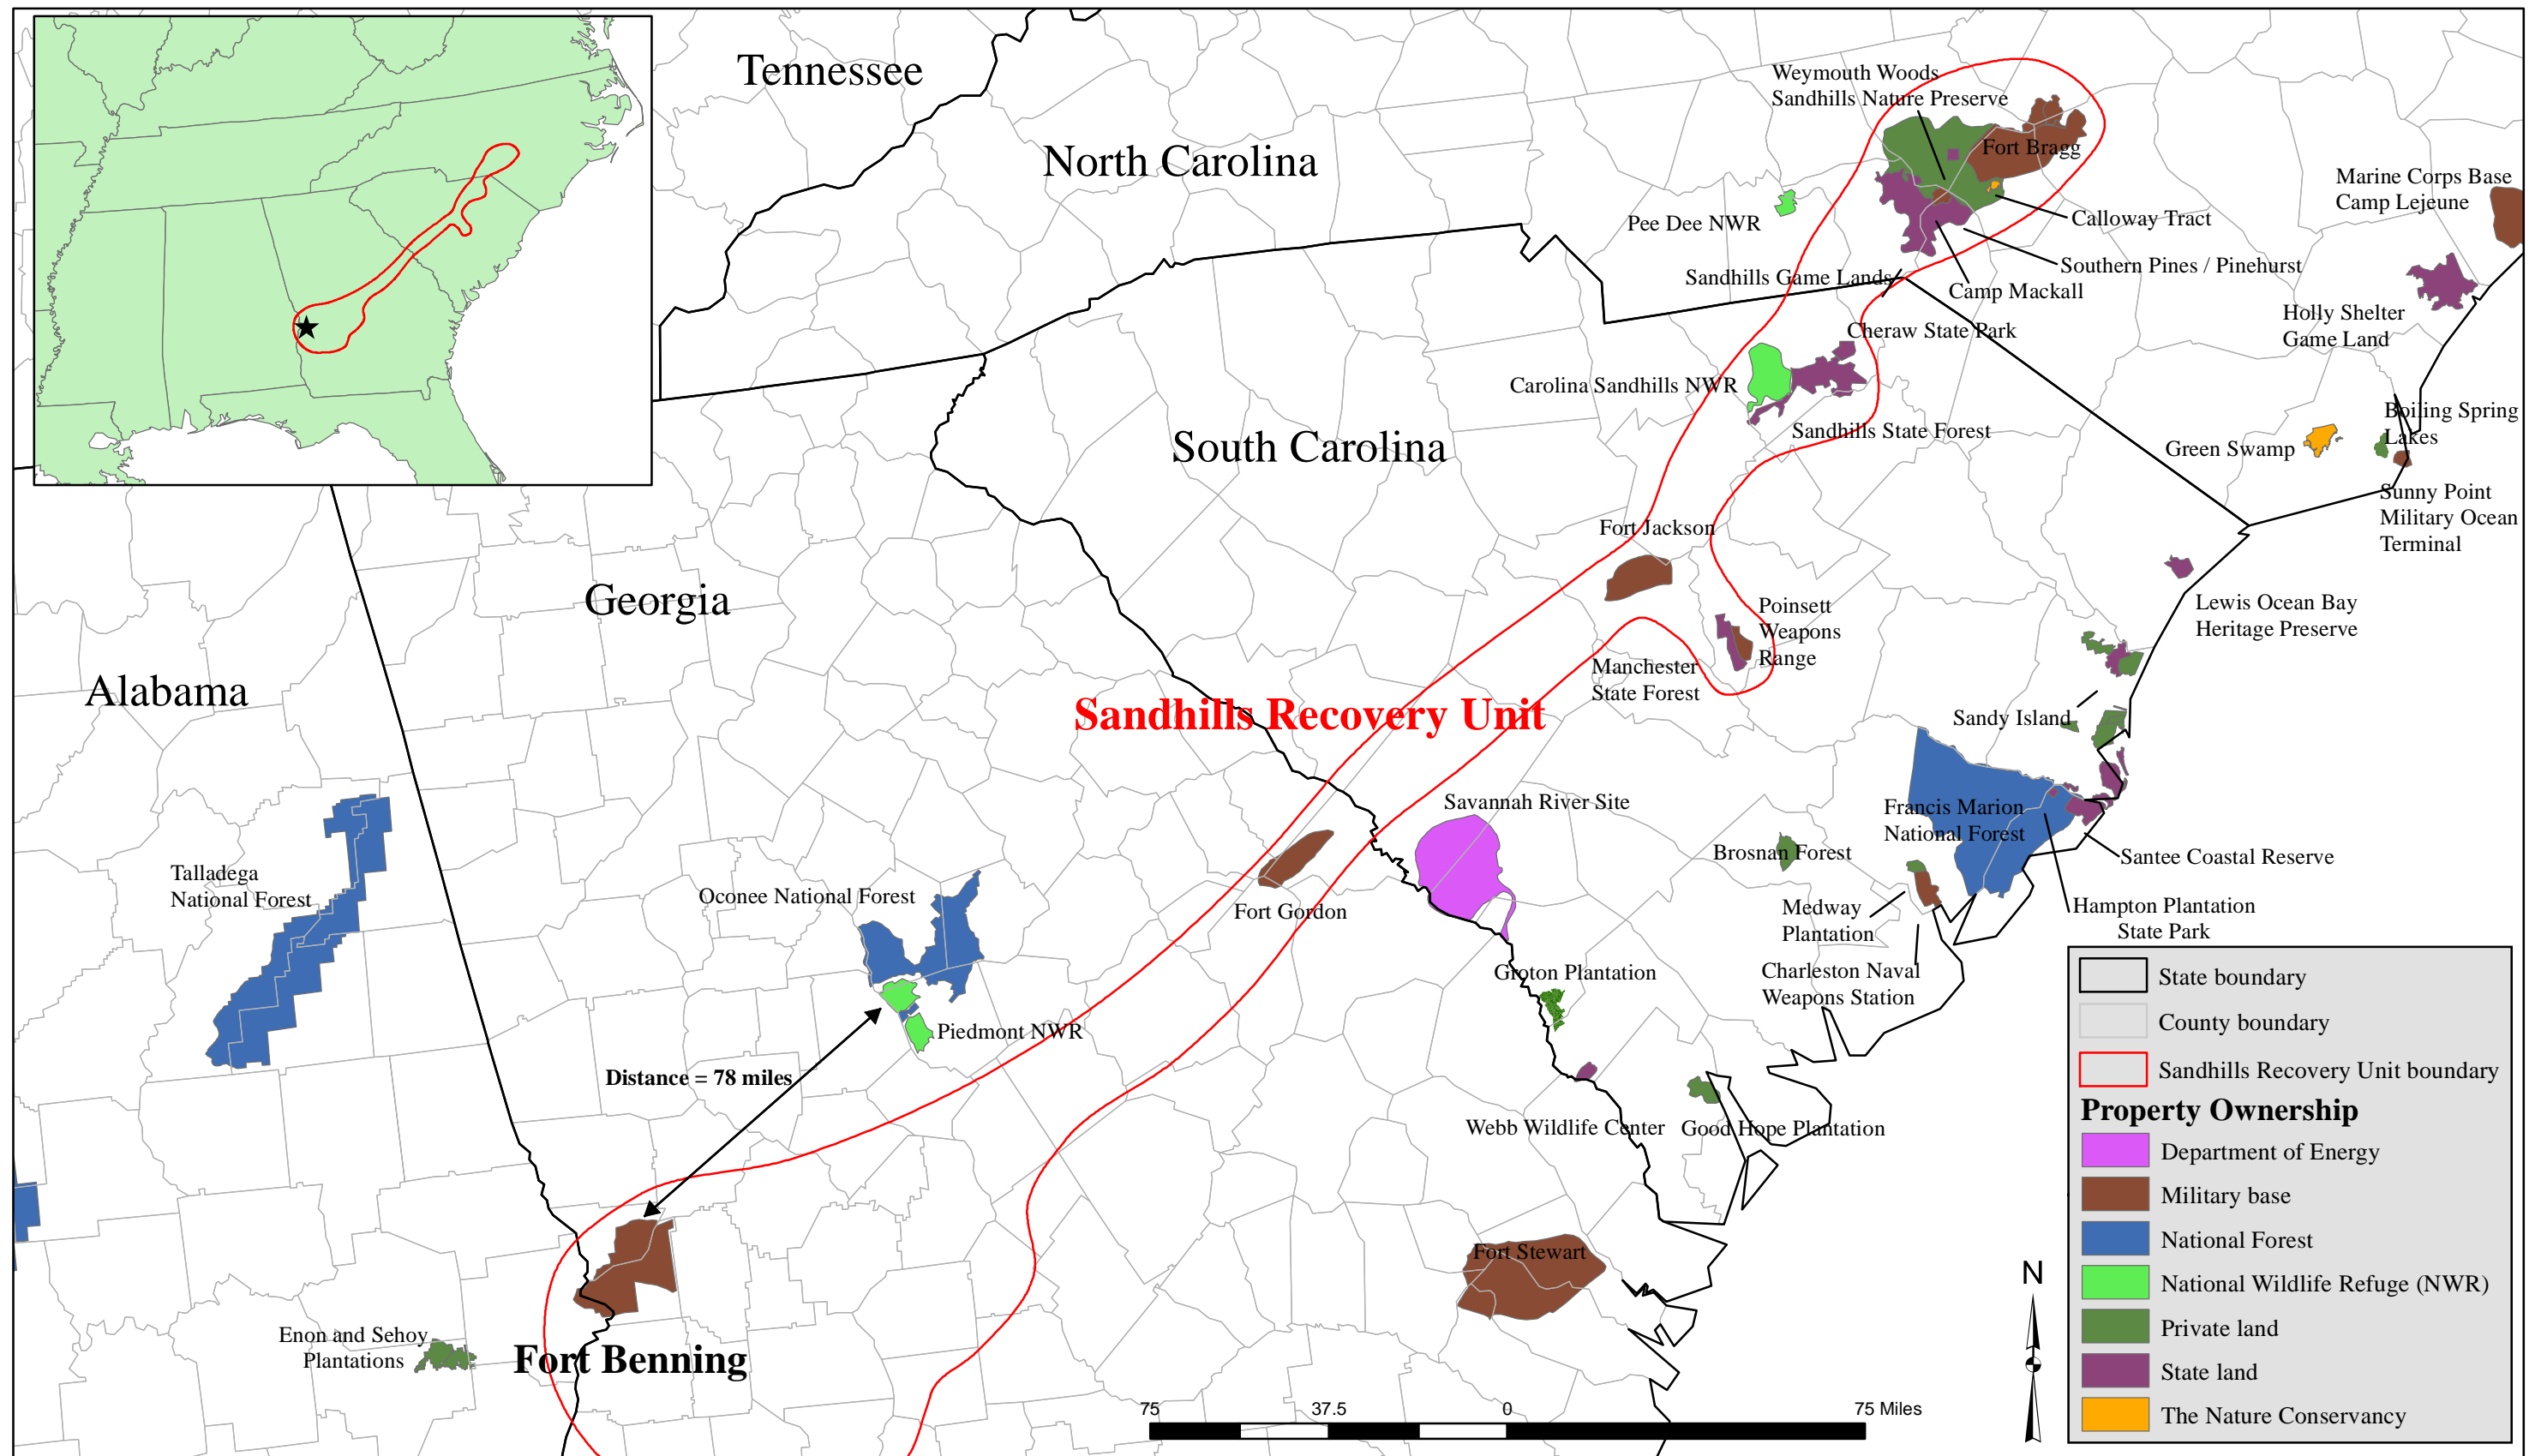 Tennessee
North Carolina
South Carolina
Georgia
Alabama
Sandhills Recovery Unit
Weymouth Woods
Sandhills Nature Preserve
Fort Bragg
Pee Dee NWR
Calloway Tract
Southern Pines / Pinehurst
Sandhills Game Lands
Camp Mackall
Marine Corps Base
Camp Lejeune
Holly Shelter
Game Land
Cheraw State Park
Carolina Sandhills NWR
Sandhills State Forest
Boiling Spring
Lakes
Green Swamp
Sunny Point
Military Ocean
Terminal
Fort Jackson
Poinsett
Weapons
Range
Manchester
State Forest
Lewis Ocean Bay
Heritage Preserve
Sandy Island
Francis Marion
National Forest
Santee Coastal Reserve
Hampton Plantation
State Park
Savannah River Site
Brosnan Forest
Medway
Plantation
Charleston Naval
Weapons Station
Talladega
National Forest
Oconee National Forest
Fort Gordon
Groton Plantation
Piedmont NWR
Distance = 78 miles
Webb Wildlife Center
Good Hope Plantation
Fort Stewart
Enon and Sehoy
Plantations
Fort Benning
75
37.5
0
75 Miles
N
State boundary
County boundary
Sandhills Recovery Unit boundary
Property Ownership
Department of Energy
Military base
National Forest
National Wildlife Refuge (NWR)
Private land
State land
The Nature Conservancy